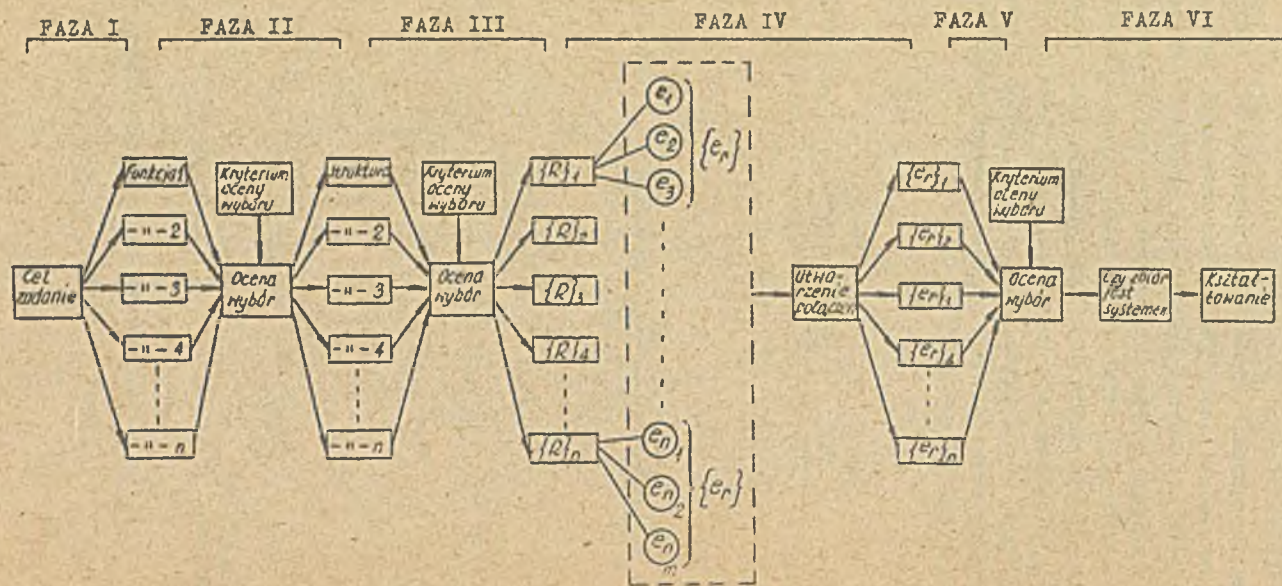 FAZA I
FAZA II
FAZA III
FAZA IV
FAZA V
FAZA VI
Cel
zadanie
Funkcja1
-"-2
-"-3
-"-4
-"-n
Kryterium
oceny
wyboru
Ocena
wybór
struktura
-"-2
-"-3
-"-4
-"-n
Kryterium
oceny
wyboru
Ocena
wybór
{R}1
{R}2
{R}3
{R}4
{R}n
e1
e2
e3
{er}
en1
en2
enm
{er}
Utwo-
rzenie
połączeń
{er}1
{er}2
{er}1
{er}4
{er}n
Kryterium
oceny
wyboru
Ocena
wybór
Czy zbiór
jest
systemem
Kształ-
towanie